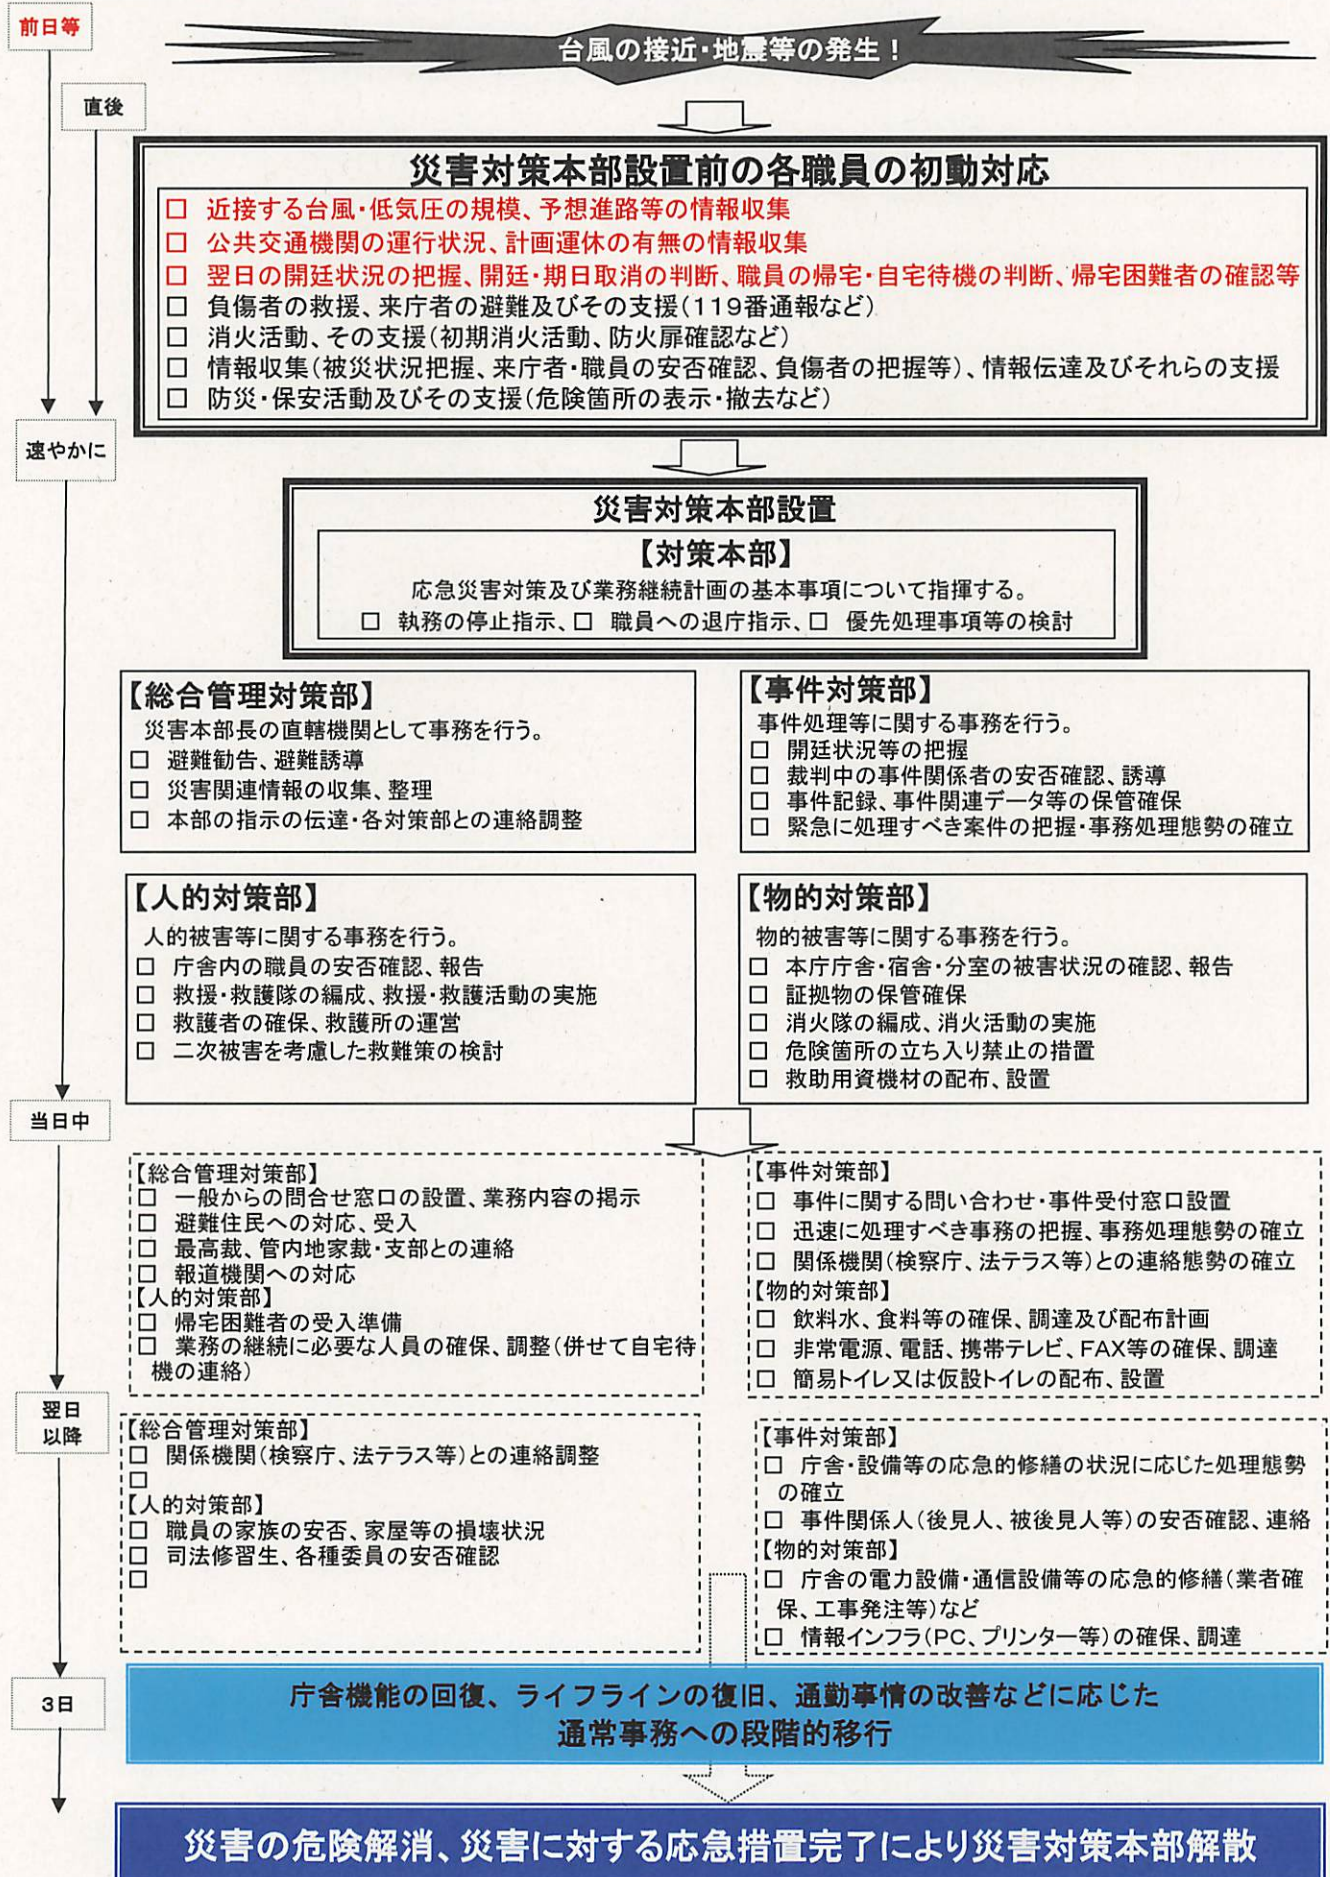 前日等
台風の接近・地震等の発生！
直後
災害対策本部設置前の各職員の初動対応
□ 近接する台風・低気圧の規模、予想進路等の情報収集
□ 公共交通機関の運行状況、計画運休の有無の情報収集
□ 翌日の開廷状況の把握、開廷・期日取消の判断、職員の帰宅・自宅待機の判断、帰宅困難者の確認等
□ 負傷者の救援、来庁者の避難及びその支援（119番通報など）
□ 消火活動、その支援（初期消火活動、防火扉確認など）
□ 情報収集（被災状況把握、来庁者・職員の安否確認、負傷者の把握等）、情報伝達及びそれらの支援
□ 防災・保安活動及びその支援（危険箇所の表示・撤去など）
速やかに
災害対策本部設置
【対策本部】
応急災害対策及び業務継続計画の基本事項について指揮する。
□ 執務の停止指示、□ 職員への退庁指示、□ 優先処理事項等の検討
【総合管理対策部】
災害本部長の直轄機関として事務を行う。
□ 避難勧告、避難誘導
□ 災害関連情報の収集、整理
□ 本部の指示の伝達・各対策部との連絡調整
【事件対策部】
事件処理等に関する事務を行う。
□ 開廷状況等の把握
□ 裁判中の事件関係者の安否確認、誘導
□ 事件記録、事件関連データ等の保管確保
□ 緊急に処理すべき案件の把握・事務処理態勢の確立
【人的対策部】
人的被害等に関する事務を行う。
□ 庁舎内の職員の安否確認、報告
□ 救援・救護隊の編成、救援・救護活動の実施
□ 救護者の確保、救護所の運営
□ 二次被害を考慮した救難策の検討
【物的対策部】
物的被害等に関する事務を行う。
□ 本庁庁舎・宿舎・分室の被害状況の確認、報告
□ 証拠物の保管確保
□ 消火隊の編成、消火活動の実施
□ 危険箇所の立ち入り禁止の措置
□ 救助用資機材の配布、設置
当日中
【総合管理対策部】
□ 一般からの問合せ窓口の設置、業務内容の掲示
□ 避難住民への対応、受入
□ 最高裁、管内地家裁・支部との連絡
□ 報道機関への対応
【人的対策部】
□ 帰宅困難者の受入準備
□ 業務の継続に必要な人員の確保、調整（併せて自宅待
機の連絡）
【事件対策部】
□ 事件に関する問い合わせ・事件受付窓口設置
□ 迅速に処理すべき事務の把握、事務処理態勢の確立
□ 関係機関（検察庁、法テラス等）との連絡態勢の確立
【物的対策部】
□ 飲料水、食料等の確保、調達及び配布計画
□ 非常電源、電話、携帯テレビ、FAX等の確保、調達
□ 簡易トイレ又は仮設トイレの配布、設置
翌日
以降
【総合管理対策部】
□ 関係機関（検察庁、法テラス等）との連絡調整
□
【人的対策部】
□ 職員の家族の安否、家屋等の損壊状況
□ 司法修習生、各種委員の安否確認
□
【事件対策部】
□ 庁舎・設備等の応急的修繕の状況に応じた処理態勢
の確立
□ 事件関係人（後見人、被後見人等）の安否確認、連絡
【物的対策部】
□ 庁舎の電力設備・通信設備等の応急的修繕（業者確
保、工事発注等）など
□ 情報インフラ（PC、プリンター等）の確保、調達
3日
庁舎機能の回復、ライフラインの復旧、通勤事情の改善などに応じた
通常事務への段階的移行
災害の危険解消、災害に対する応急措置完了により災害対策本部解散